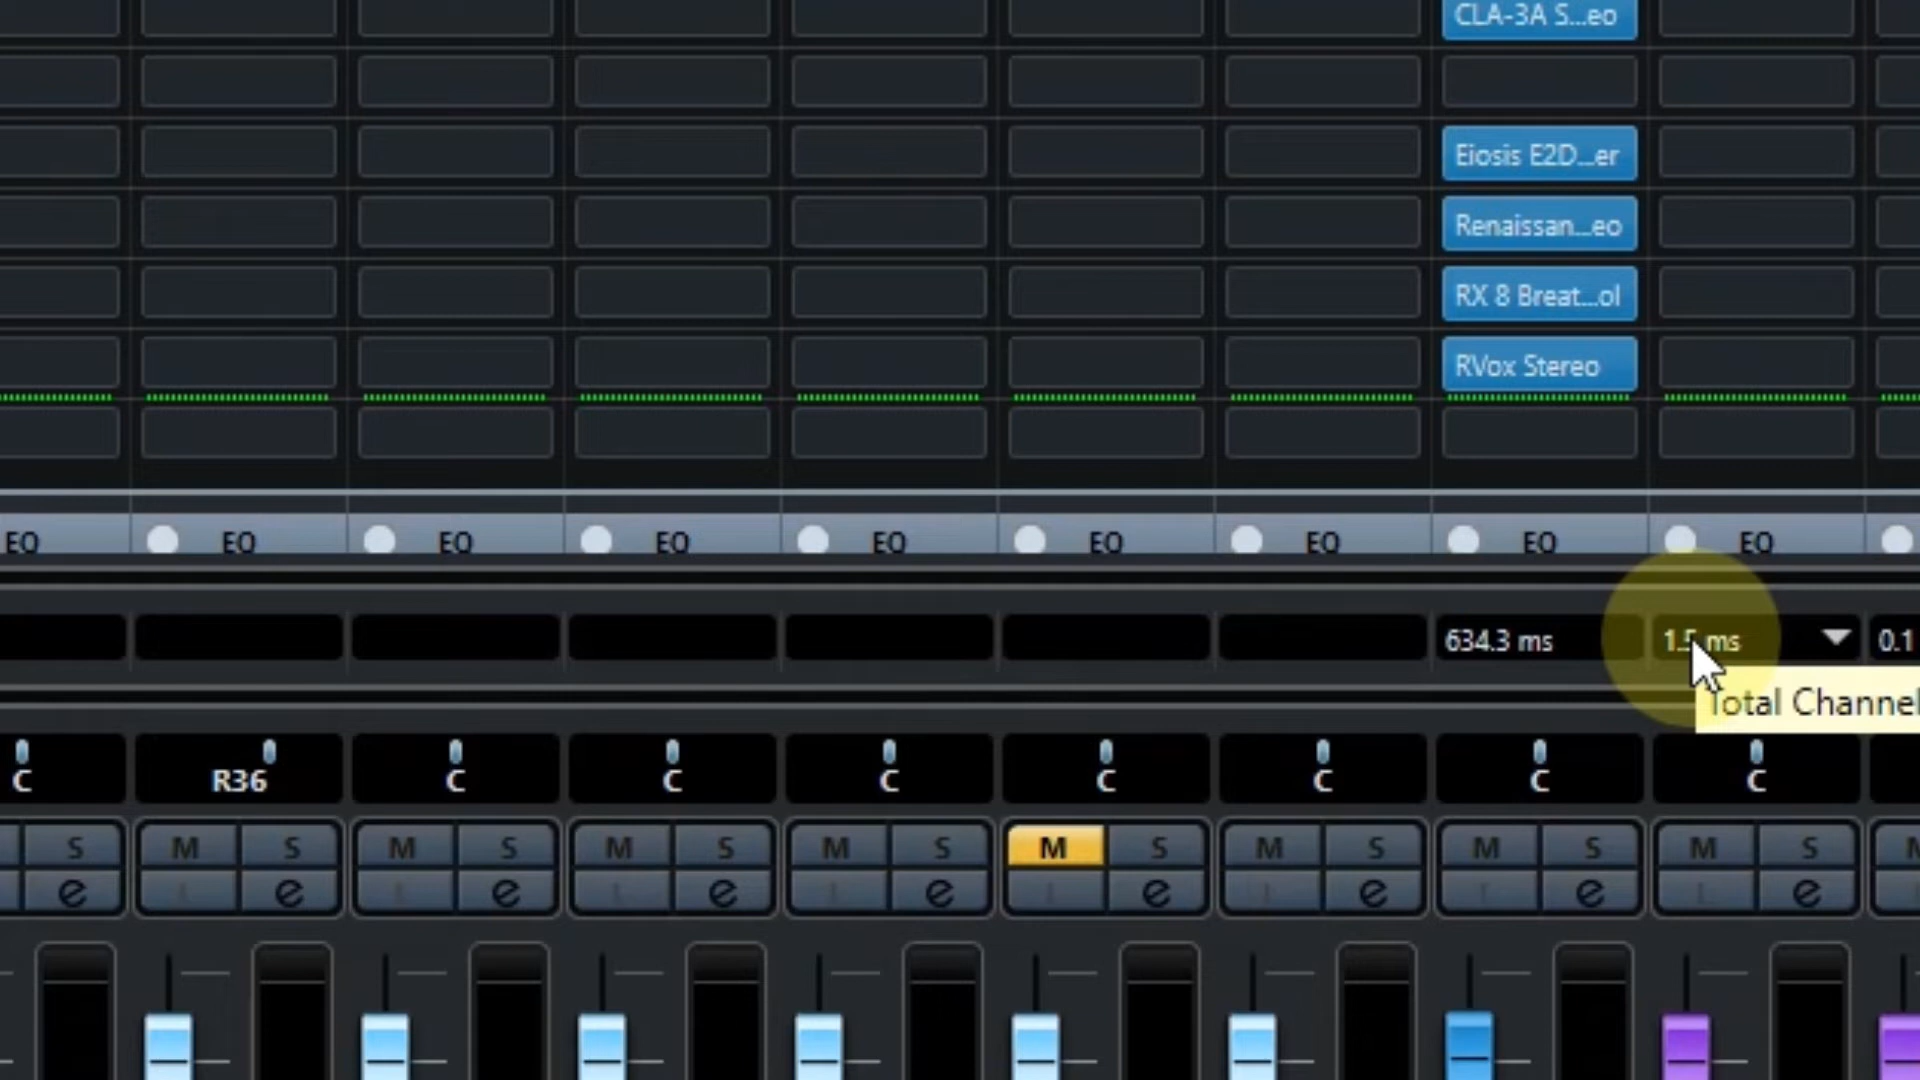 CLA-3A S...eo
Eiosis E2D...er
Renaissan...eo
RX 8 Breat...ol
RVox Stereo
EQ EQ EQ EQ EQ EQ EQ EQ EQ
634.3 ms 1.5 ms 0.1
Total Channel
C R36 C C C C C C C
S M S M S M S M S M S M S M S M S M
e e e e e e e e e